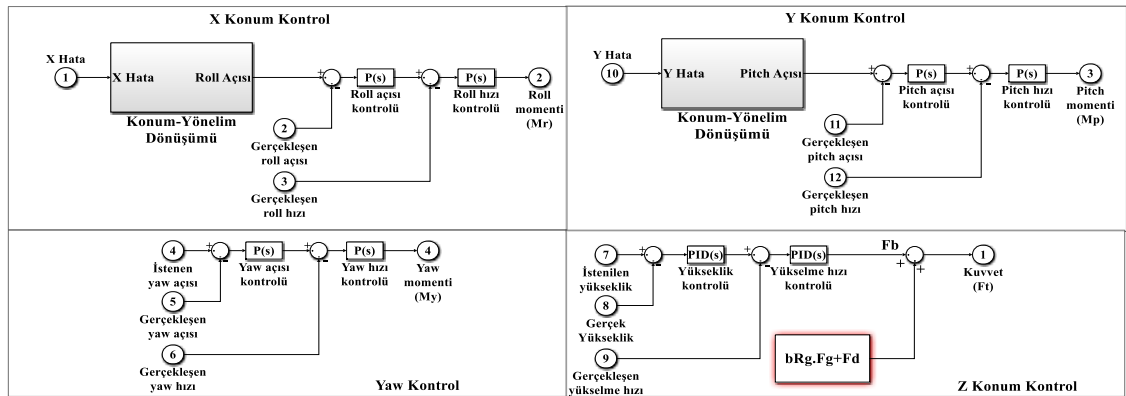 X Konum Kontrol
X Hata
1
X Hata
Roll Açısı
Konum-Yönelim
Dönüşümü
P(s)
Roll açısı
kontrolü
P(s)
Roll hızı
kontrolü
2
Roll
momenti
(Mr)
2
Gerçekleşen
roll açısı
3
Gerçekleşen
roll hızı
Y Konum Kontrol
Y Hata
10
Y Hata
Pitch Açısı
Konum-Yönelim
Dönüşümü
P(s)
Pitch açısı
kontrolü
P(s)
Pitch hızı
kontrolü
3
Pitch
momenti
(Mp)
11
Gerçekleşen
pitch açısı
12
Gerçekleşen
pitch hızı
4
İstenen
yaw açısı
P(s)
Yaw açısı
kontrolü
P(s)
Yaw hızı
kontrolü
4
Yaw
momenti
(My)
5
Gerçekleşen
yaw açısı
6
Gerçekleşen
yaw hızı
Yaw Kontrol
7
İstenilen
yükseklik
PID(s)
Yükseklik
kontrolü
PID(s)
Yükselme hızı
kontrolü
Fb
1
Kuvvet
(Ft)
8
Gerçek
Yükseklik
9
Gerçekleşen
yükselme hızı
bRg.Fg+Fd
Z Konum Kontrol